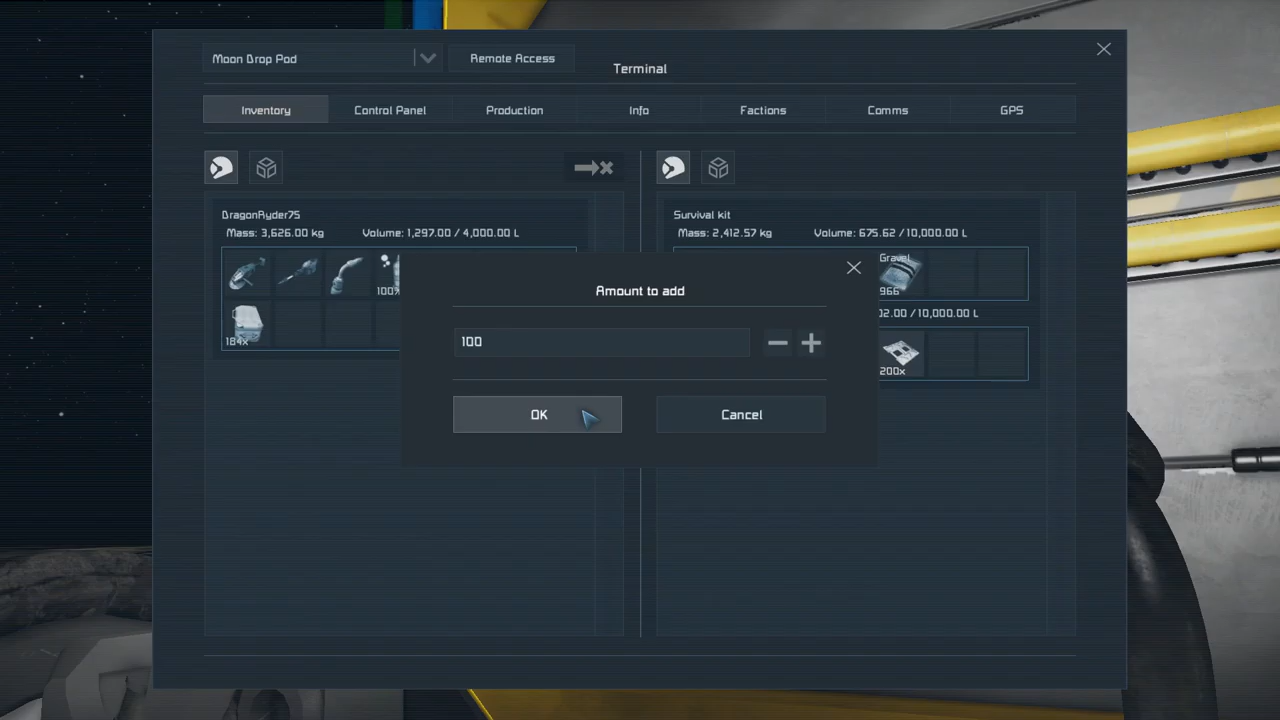 Moon Drop Pod
Remote Access
Terminal
Inventory
Control Panel
Production
Info
Factions
Comms
GPS
DragonRyder75
Mass: 3,626.00 kg
Volume: 1,297.00 / 4,000.00 L
Survival kit
Mass: 2,412.57 kg
Volume: 675.62 / 10,000.00 L
100%
184x
Gravel
966
02.00 / 10,000.00 L
200x
Amount to add
100
OK
Cancel